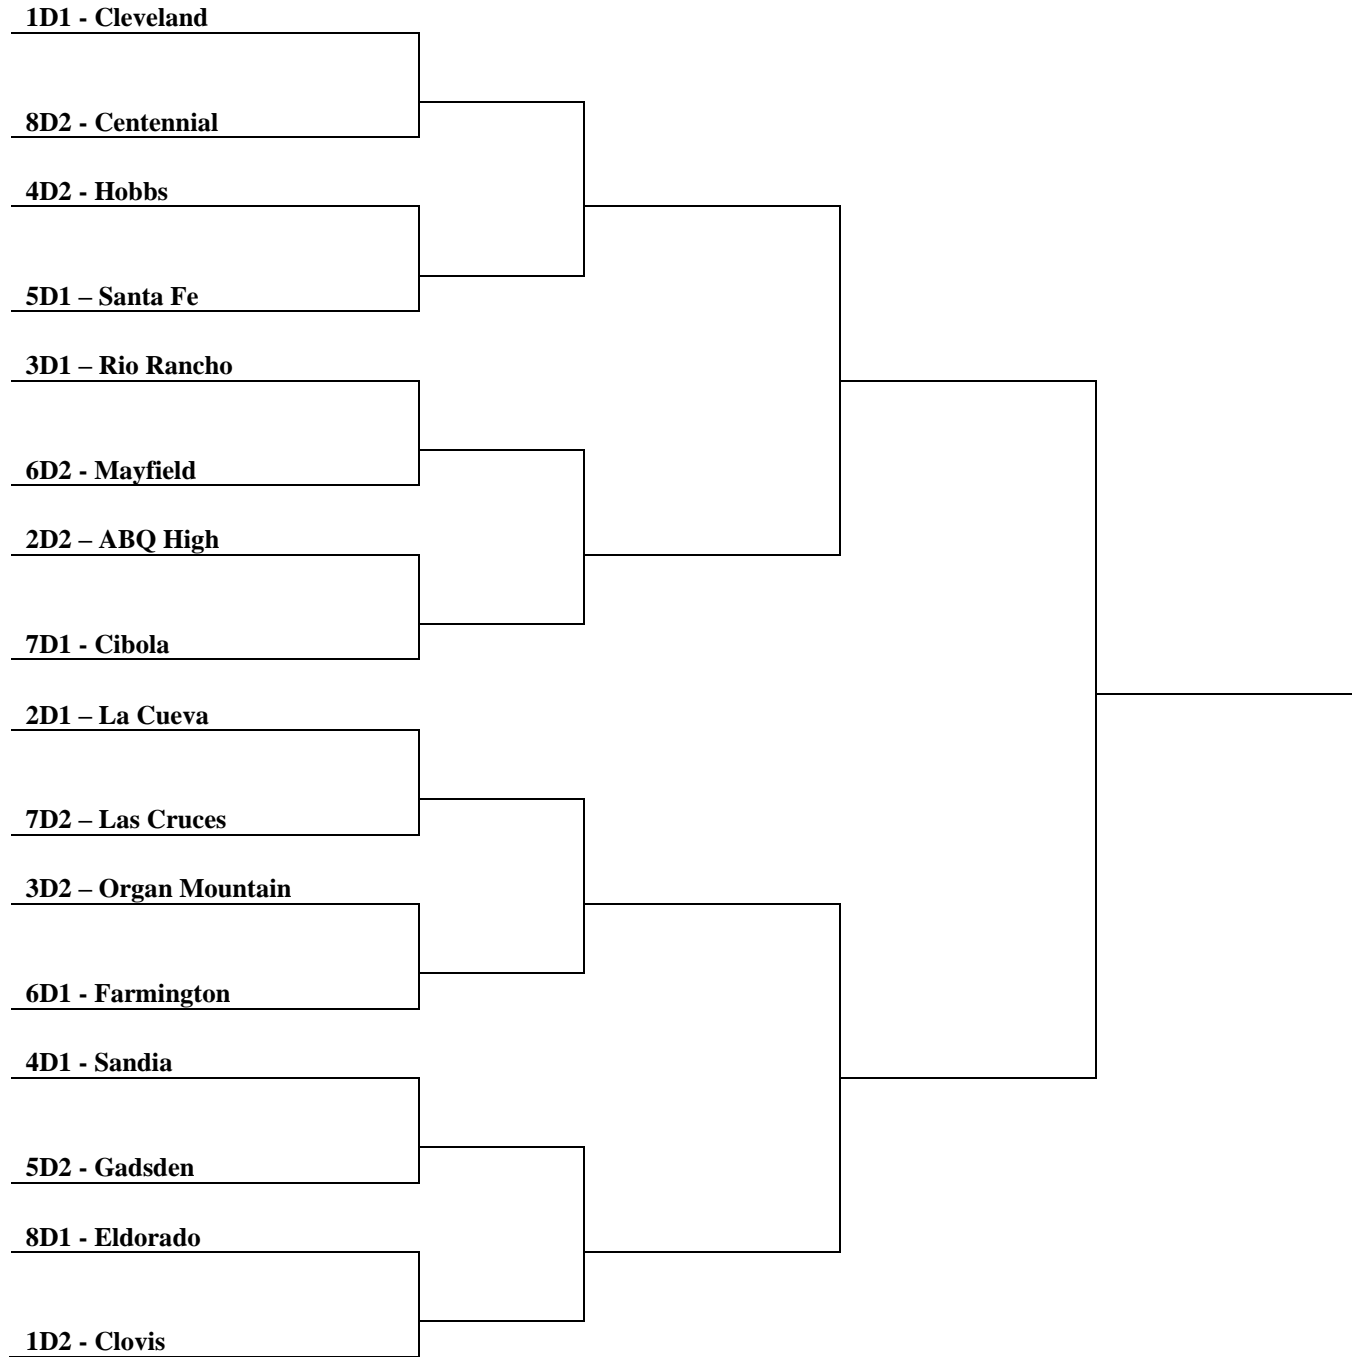 1D1 - Cleveland
8D2 - Centennial
4D2 - Hobbs
5D1 – Santa Fe
3D1 – Rio Rancho
6D2 - Mayfield
2D2 – ABQ High
7D1 - Cibola
2D1 – La Cueva
7D2 – Las Cruces
3D2 – Organ Mountain
6D1 - Farmington
4D1 - Sandia
5D2 - Gadsden
8D1 - Eldorado
1D2 - Clovis